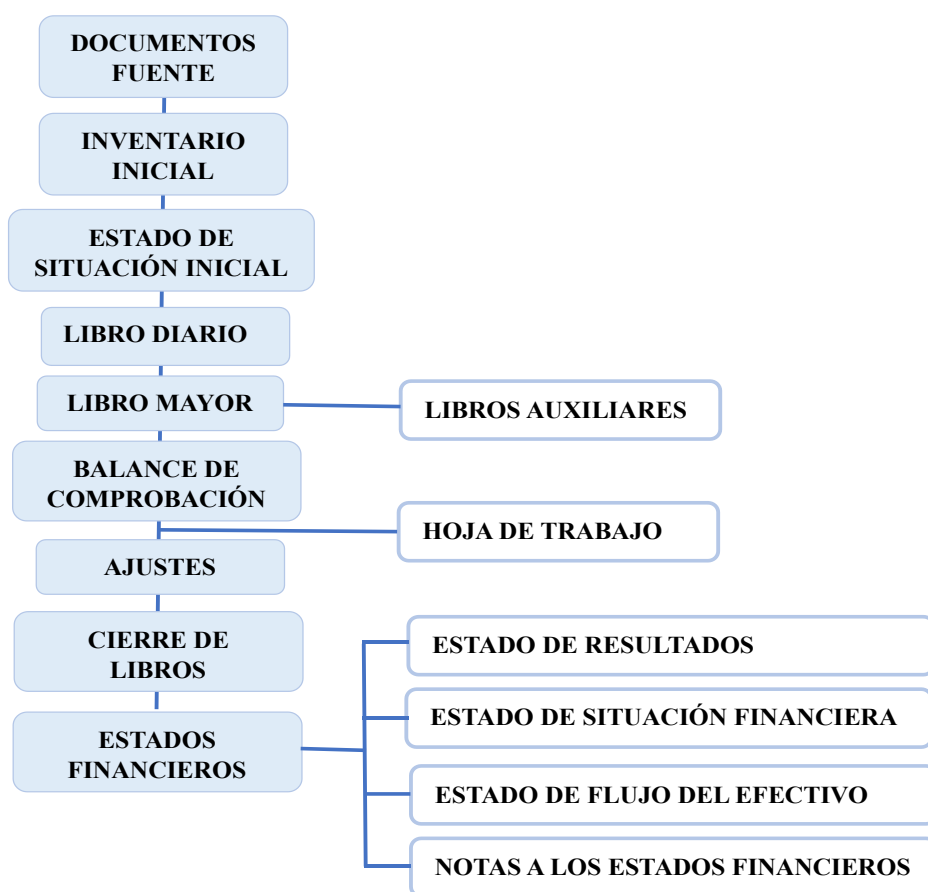 DOCUMENTOS
FUENTE
INVENTARIO
INICIAL
ESTADO DE
SITUACIÓN INICIAL
LIBRO DIARIO
LIBRO MAYOR
LIBROS AUXILIARES
BALANCE DE
COMPROBACIÓN
HOJA DE TRABAJO
AJUSTES
CIERRE DE
LIBROS
ESTADOS
FINANCIEROS
ESTADO DE RESULTADOS
ESTADO DE SITUACIÓN FINANCIERA
ESTADO DE FLUJO DEL EFECTIVO
NOTAS A LOS ESTADOS FINANCIEROS